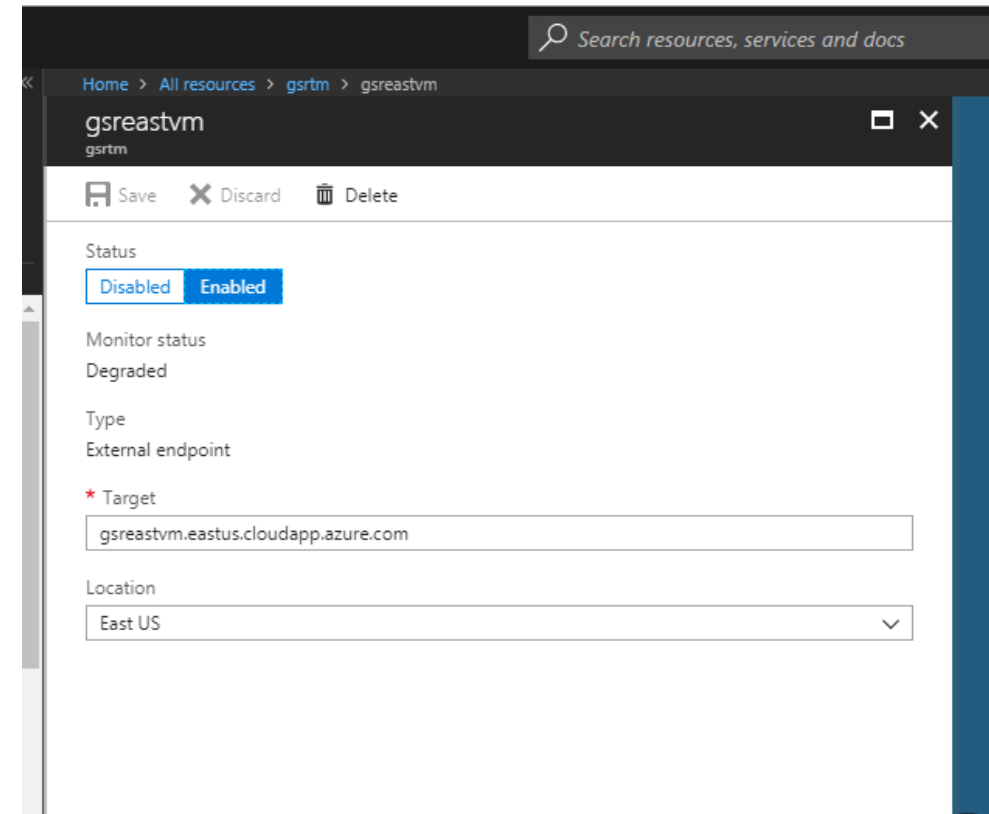 Search resources, services and docs
« Home > All resources > gsrtm > gsreastvm
gsreastvm
gsrtm
Save Discard Delete
Status
Disabled Enabled
Monitor status
Degraded
Type
External endpoint
* Target
gsreastvm.eastus.cloudapp.azure.com
Location
East US